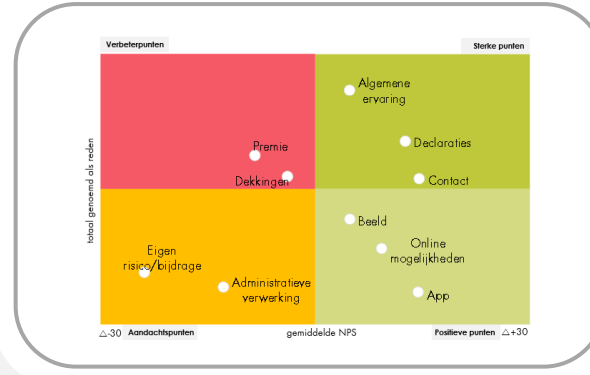 Verbeterpunten
Sterke punten
Algemene
ervaring
Declaraties
Premie
Dekkingen
Contact
totaal genoemd als reden
Beeld
Online
mogelijkheden
Eigen
risico/bijdrage
Administratieve
verwerking
App
△-30
Aandachtspunten
gemiddelde NPS
Positieve punten
△+30